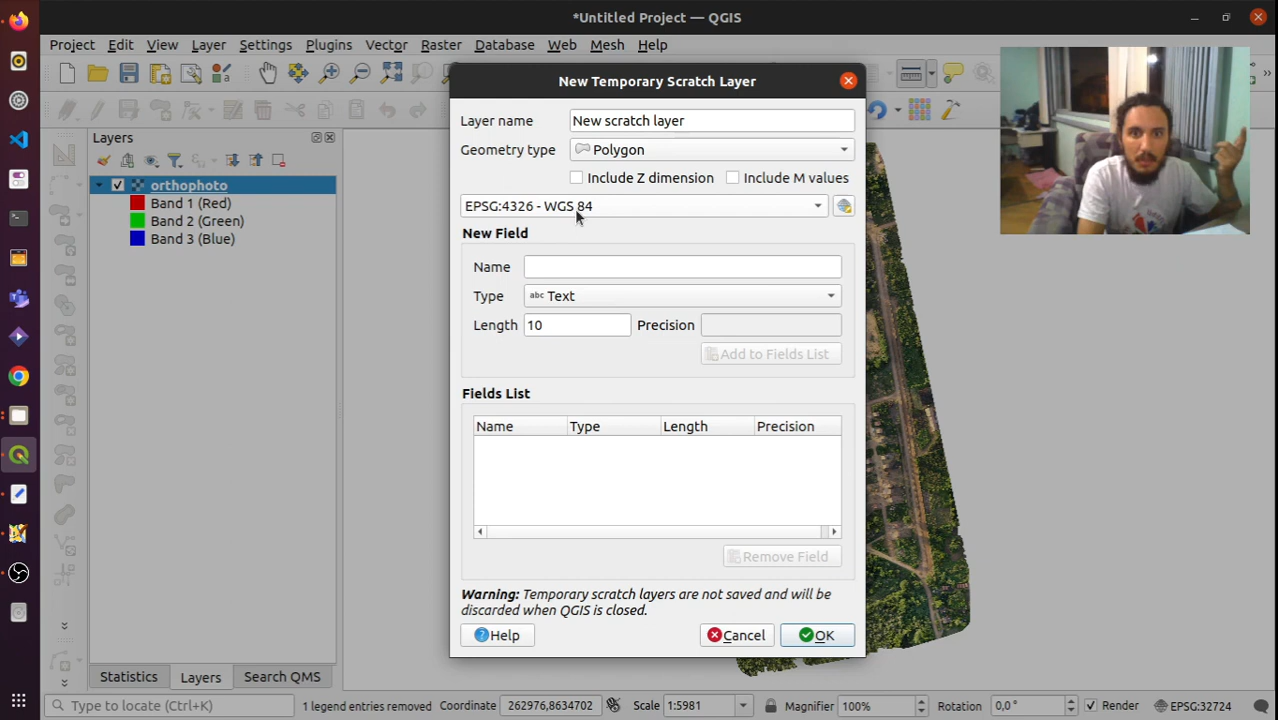 *Untitled Project — QGIS
Project Edit View Layer Settings Plugins Vector Raster Database Web Mesh Help
New Temporary Scratch Layer
Layers
Layer name New scratch layer
Geometry type Polygon
Include Z dimension Include M values
orthophoto
Band 1 (Red)
Band 2 (Green)
Band 3 (Blue)
EPSG:4326 - WGS 84
New Field
Name
Type abc Text
Length 10 Precision
Add to Fields List
Fields List
Name Type Length Precision
Remove Field
Warning: Temporary scratch layers are not saved and will be
discarded when QGIS is closed.
Help Cancel OK
Statistics Layers Search QMS
Type to locate (Ctrl+K) 1 legend entries removed Coordinate 262976,8634702 Scale 1:5981 Magnifier 100% Rotation 0,0 ° Render EPSG:32724